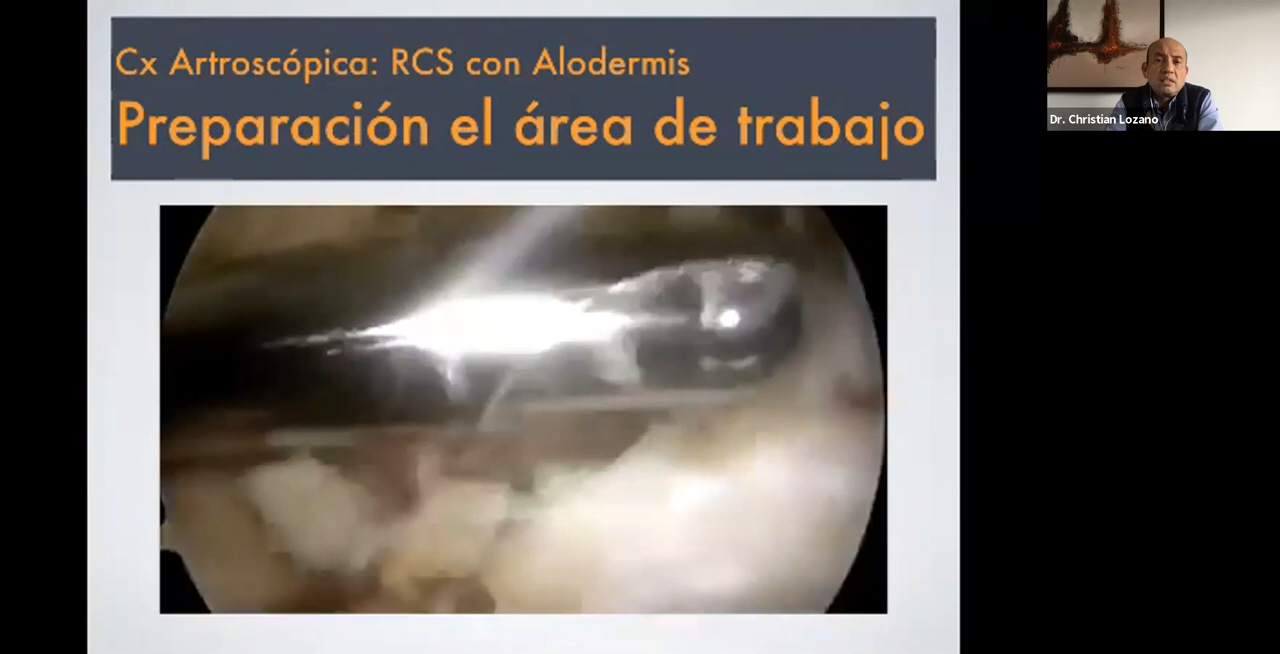 Cx Artroscópica: RCS con Alodermis
Preparación el área de trabajo
Dr. Christian Lozano